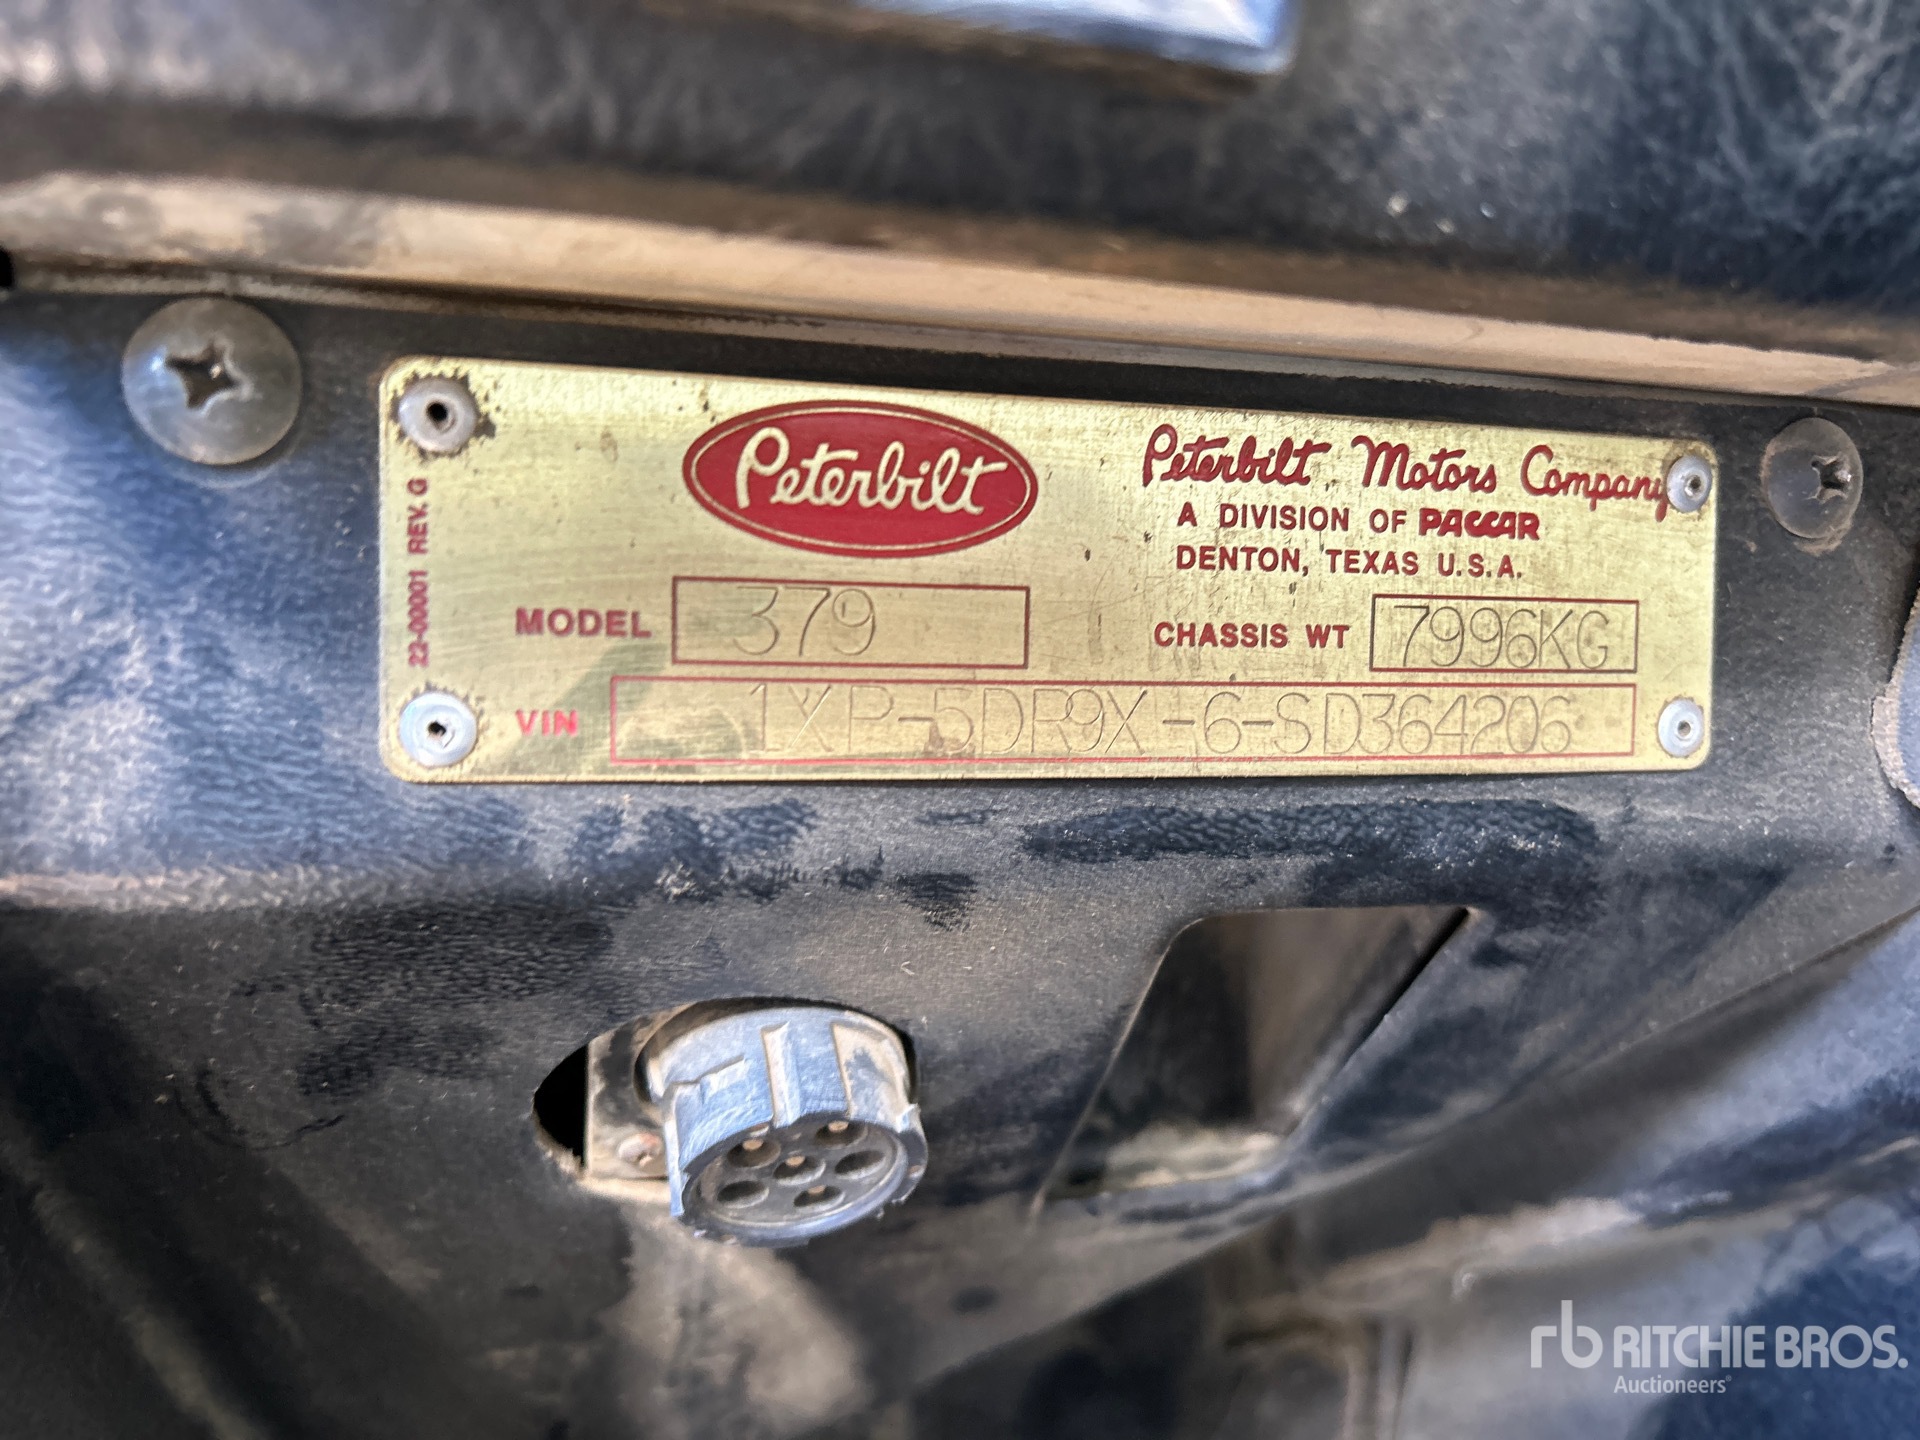 Peterbilt
Peterbilt Motors Company
A DIVISION OF PACCAR
DENTON, TEXAS U.S.A.
22-00001 REV. G
MODEL 379
CHASSIS WT 7996KG
VIN 1XP-5DR9X-6-SD364206
rb RITCHIE BROS.
Auctioneers